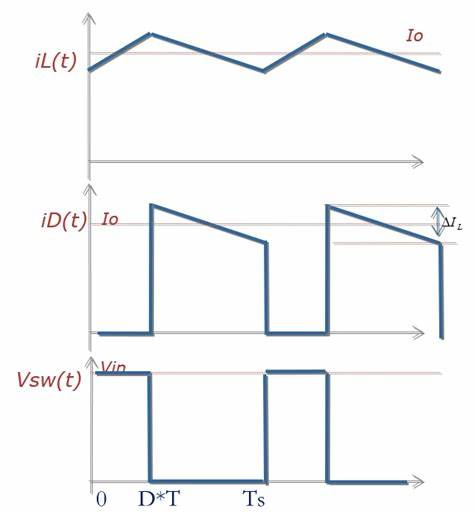 Io
iL(t)
iD(t) Io
ΔIL
Vin
Vsw(t)
0 D*T Ts